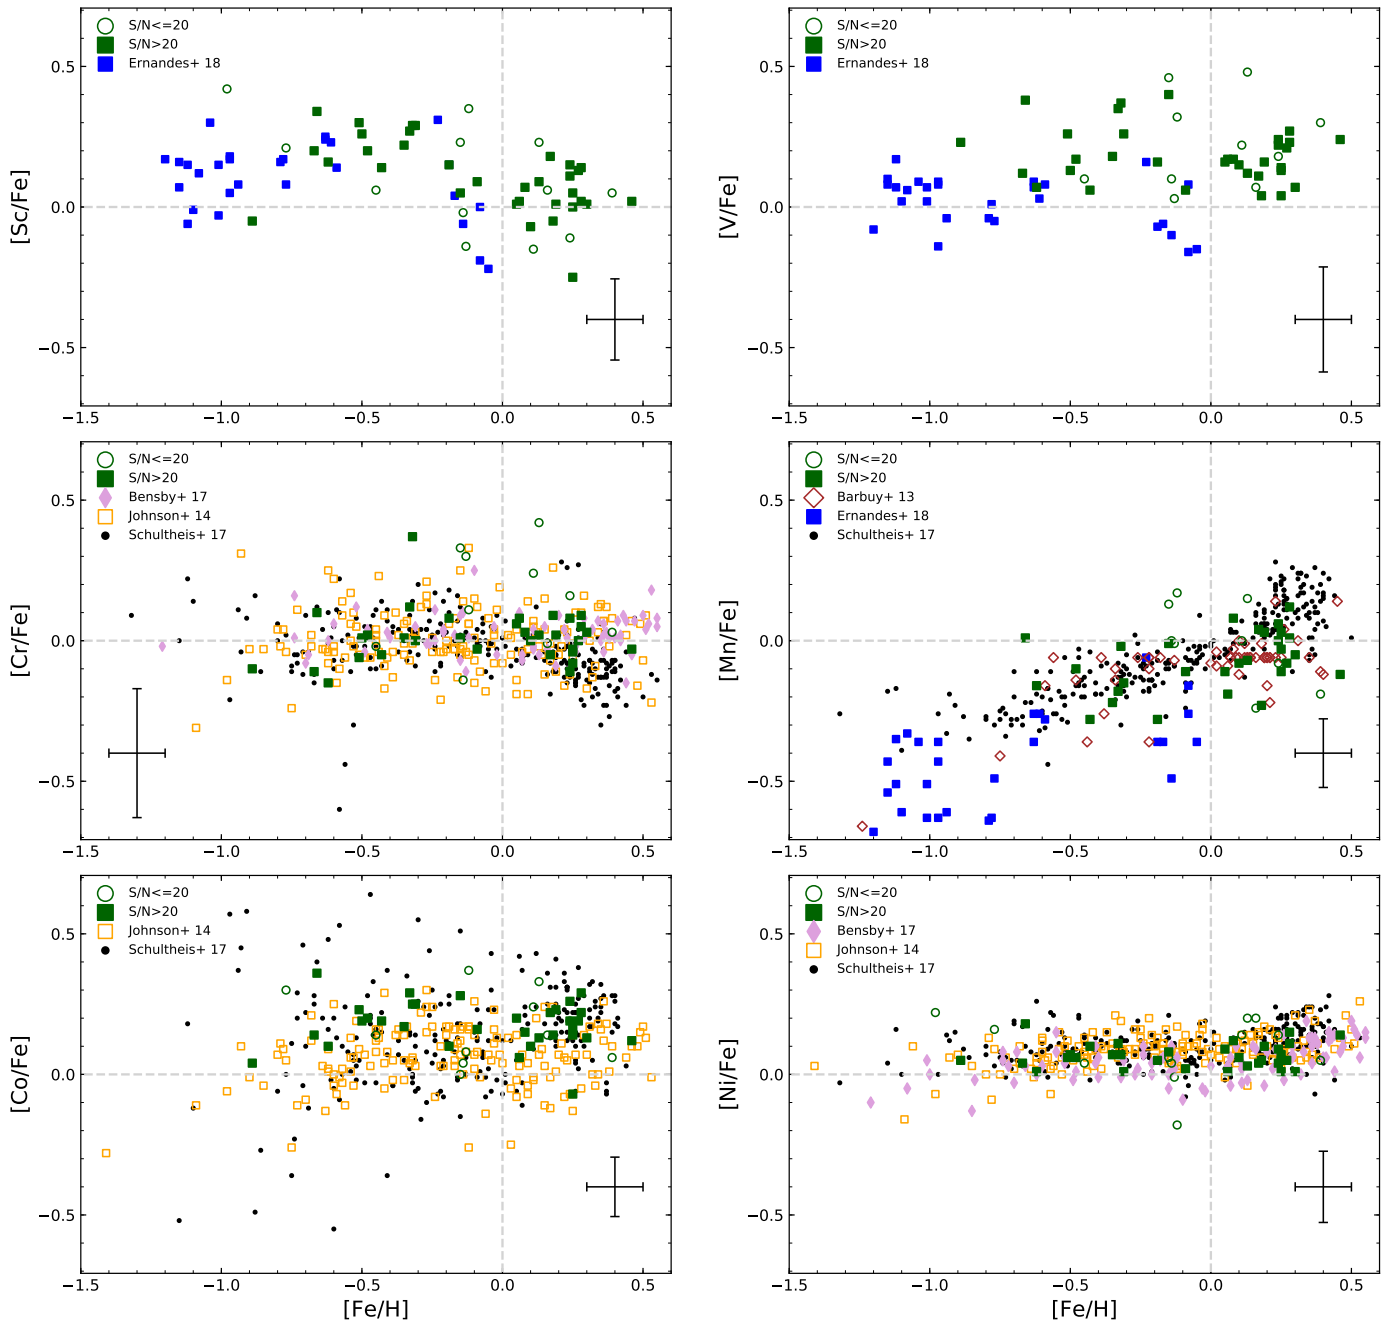 S/N<=20
S/N>20
Ernandes+ 18
[Sc/Fe]
0.5
0.0
−0.5
−1.5 −1.0 −0.5 0.0 0.5
S/N<=20
S/N>20
Ernandes+ 18
[V/Fe]
0.5
0.0
−0.5
−1.5 −1.0 −0.5 0.0 0.5
S/N<=20
S/N>20
Bensby+ 17
Johnson+ 14
Schultheis+ 17
[Cr/Fe]
0.5
0.0
−0.5
−1.5 −1.0 −0.5 0.0 0.5
S/N<=20
S/N>20
Barbuy+ 13
Ernandes+ 18
Schultheis+ 17
[Mn/Fe]
0.5
0.0
−0.5
−1.5 −1.0 −0.5 0.0 0.5
S/N<=20
S/N>20
Johnson+ 14
Schultheis+ 17
[Co/Fe]
0.5
0.0
−0.5
−1.5 −1.0 −0.5 0.0 0.5
[Fe/H]
S/N<=20
S/N>20
Bensby+ 17
Johnson+ 14
Schultheis+ 17
[Ni/Fe]
0.5
0.0
−0.5
−1.5 −1.0 −0.5 0.0 0.5
[Fe/H]